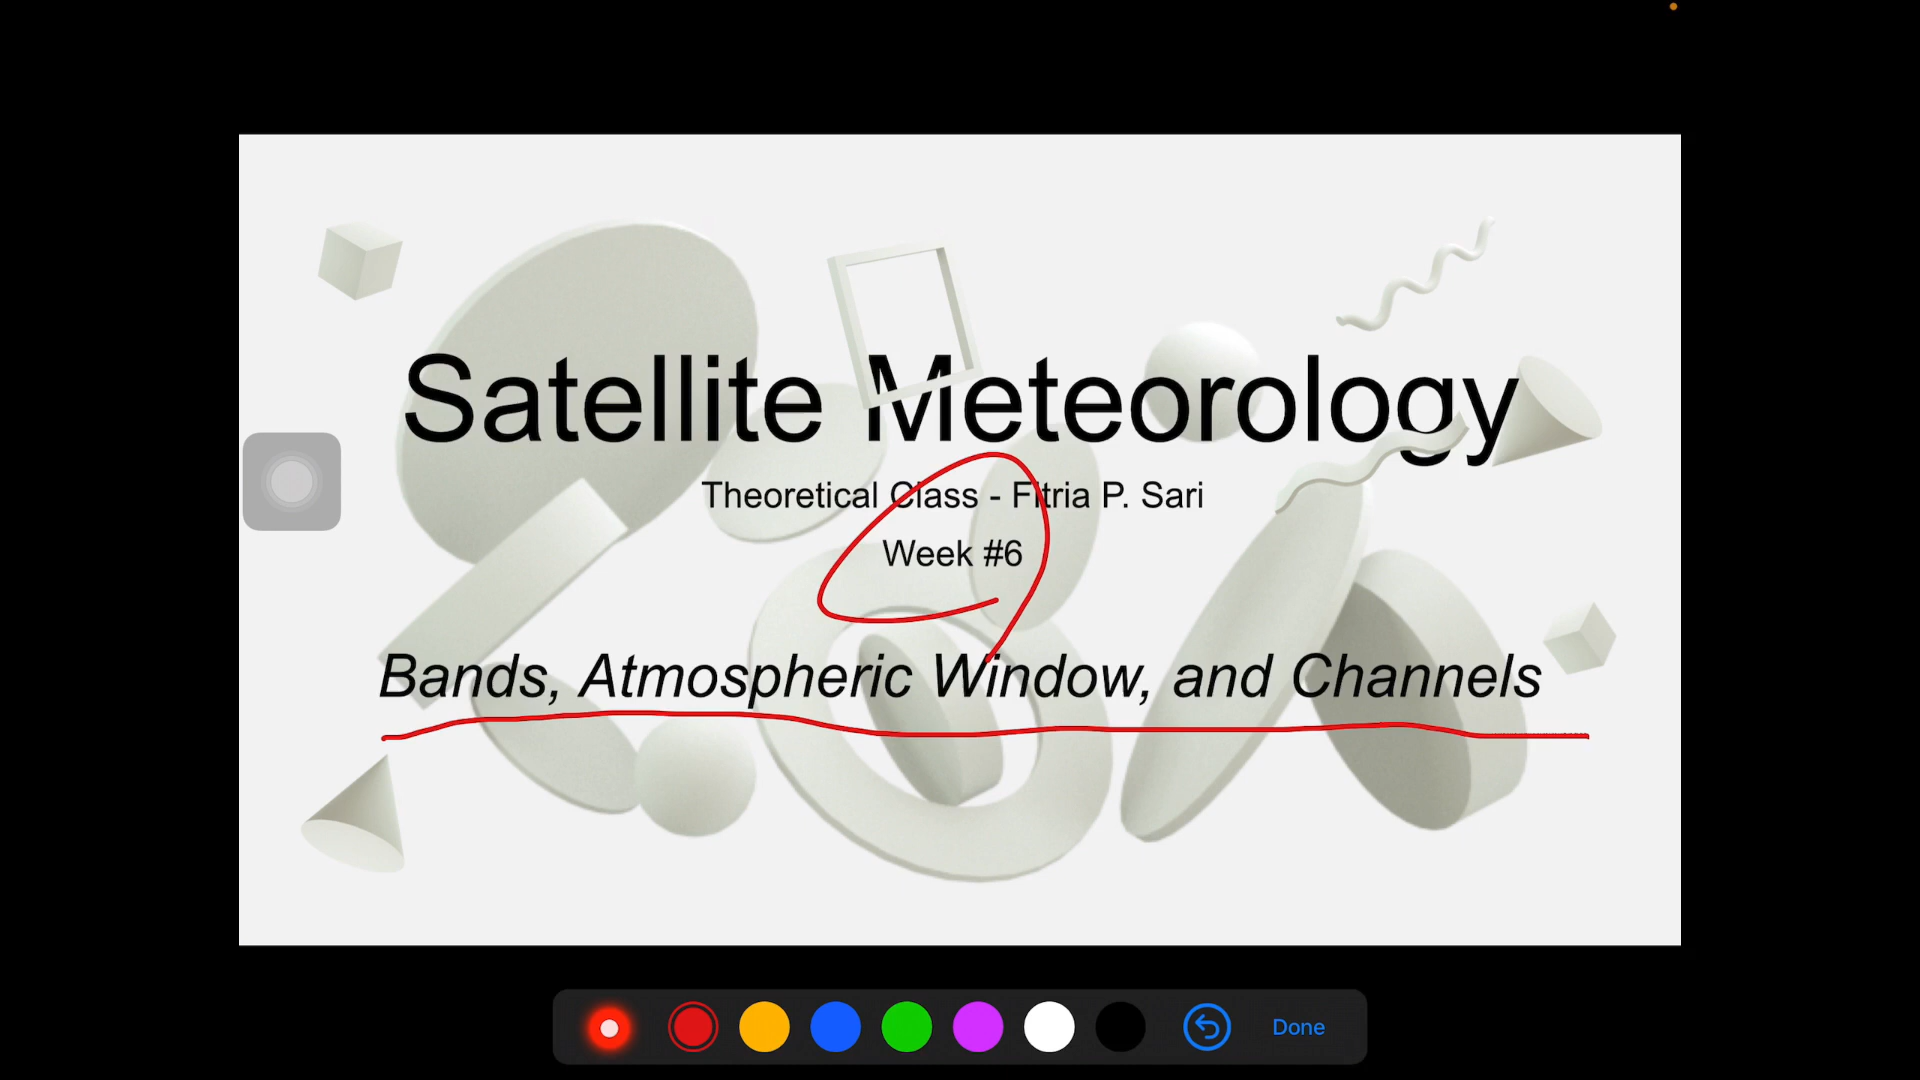 Satellite Meteorology
Theoretical Class - Fitria P. Sari
Week #6
Bands, Atmospheric Window, and Channels
Done